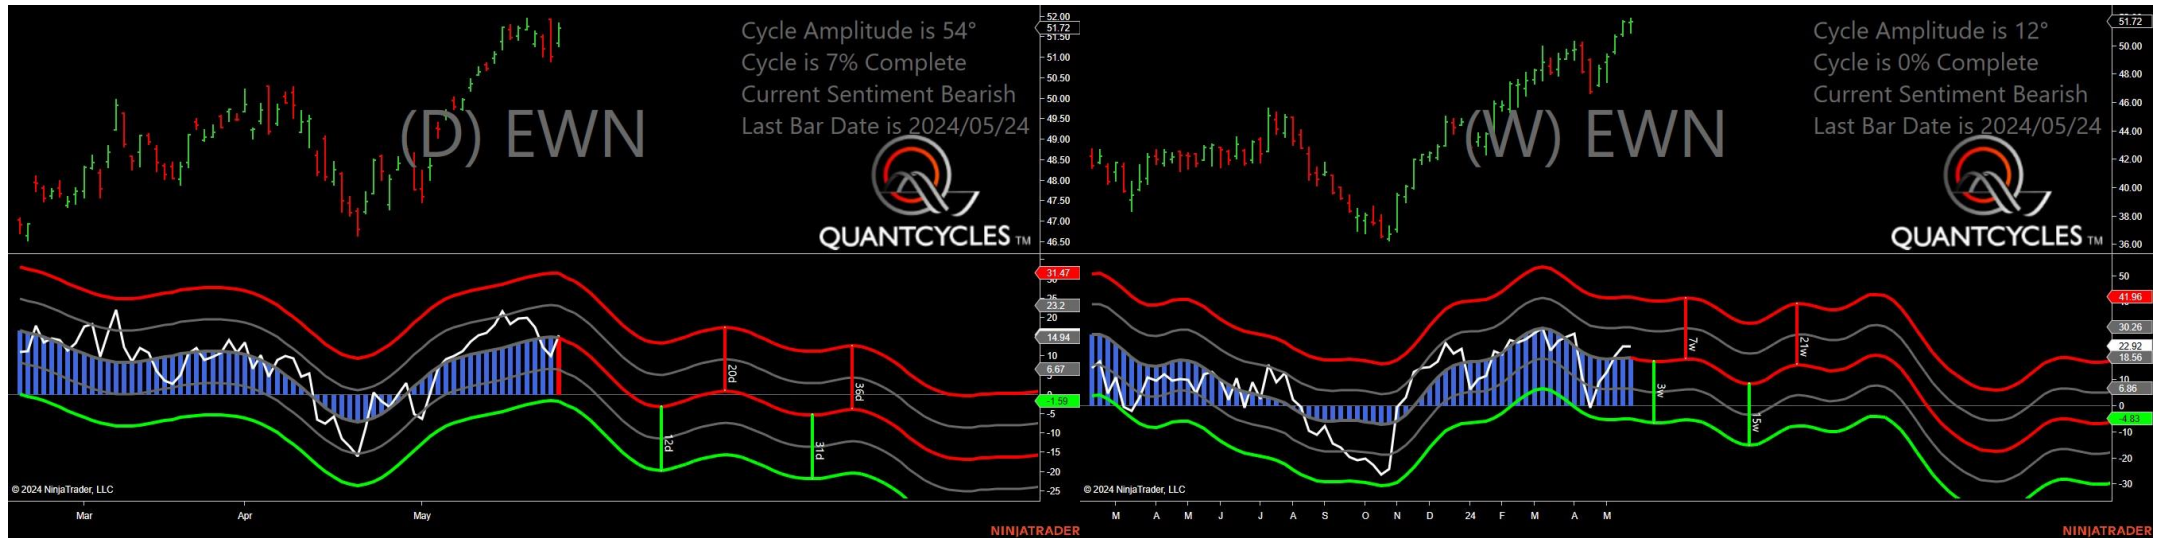 52.00
51.72
51.50
51.00
50.50
50.00
49.50
49.00
48.50
48.00
47.50
47.00
46.50
Cycle Amplitude is 54°
Cycle is 7% Complete
Current Sentiment Bearish
Last Bar Date is 2024/05/24
(D) EWN
QUANTCYCLES TM
31.47
25
23.2
20
14.94
10
6.67
-1.59
-5
-10
-15
-20
-25
12d
20d
31d
36d
© 2024 NinjaTrader, LLC
Mar Apr May
NINJATRADER
51.72
50.00
48.00
46.00
44.00
42.00
40.00
38.00
36.00
Cycle Amplitude is 12°
Cycle is 0% Complete
Current Sentiment Bearish
Last Bar Date is 2024/05/24
(W) EWN
QUANTCYCLES TM
50
41.96
30.26
22.92
18.56
6.86
0
-4.83
-10
-20
-30
3w
7w
15w
21w
© 2024 NinjaTrader, LLC
M A M J J A S O N D 24 F M A M
NINJATRADER